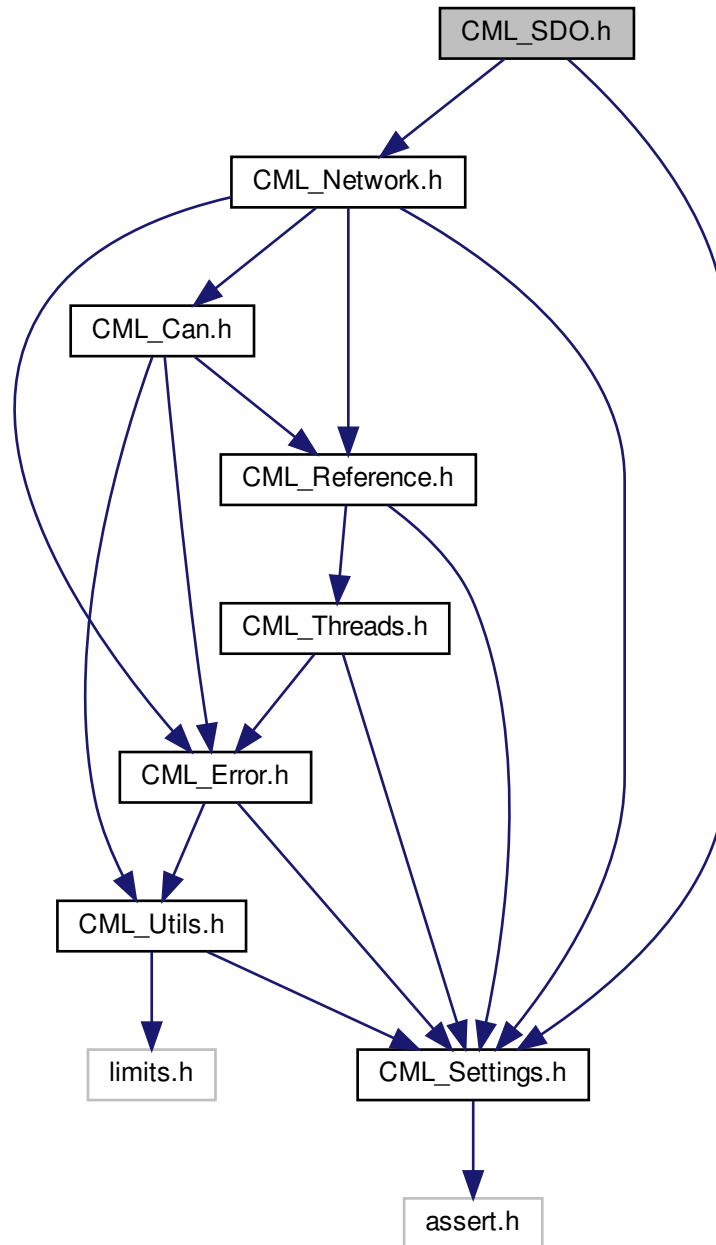 CML_SDO.h
CML_Network.h
CML_Can.h
CML_Reference.h
CML_Threads.h
CML_Error.h
CML_Utils.h
limits.h
CML_Settings.h
assert.h